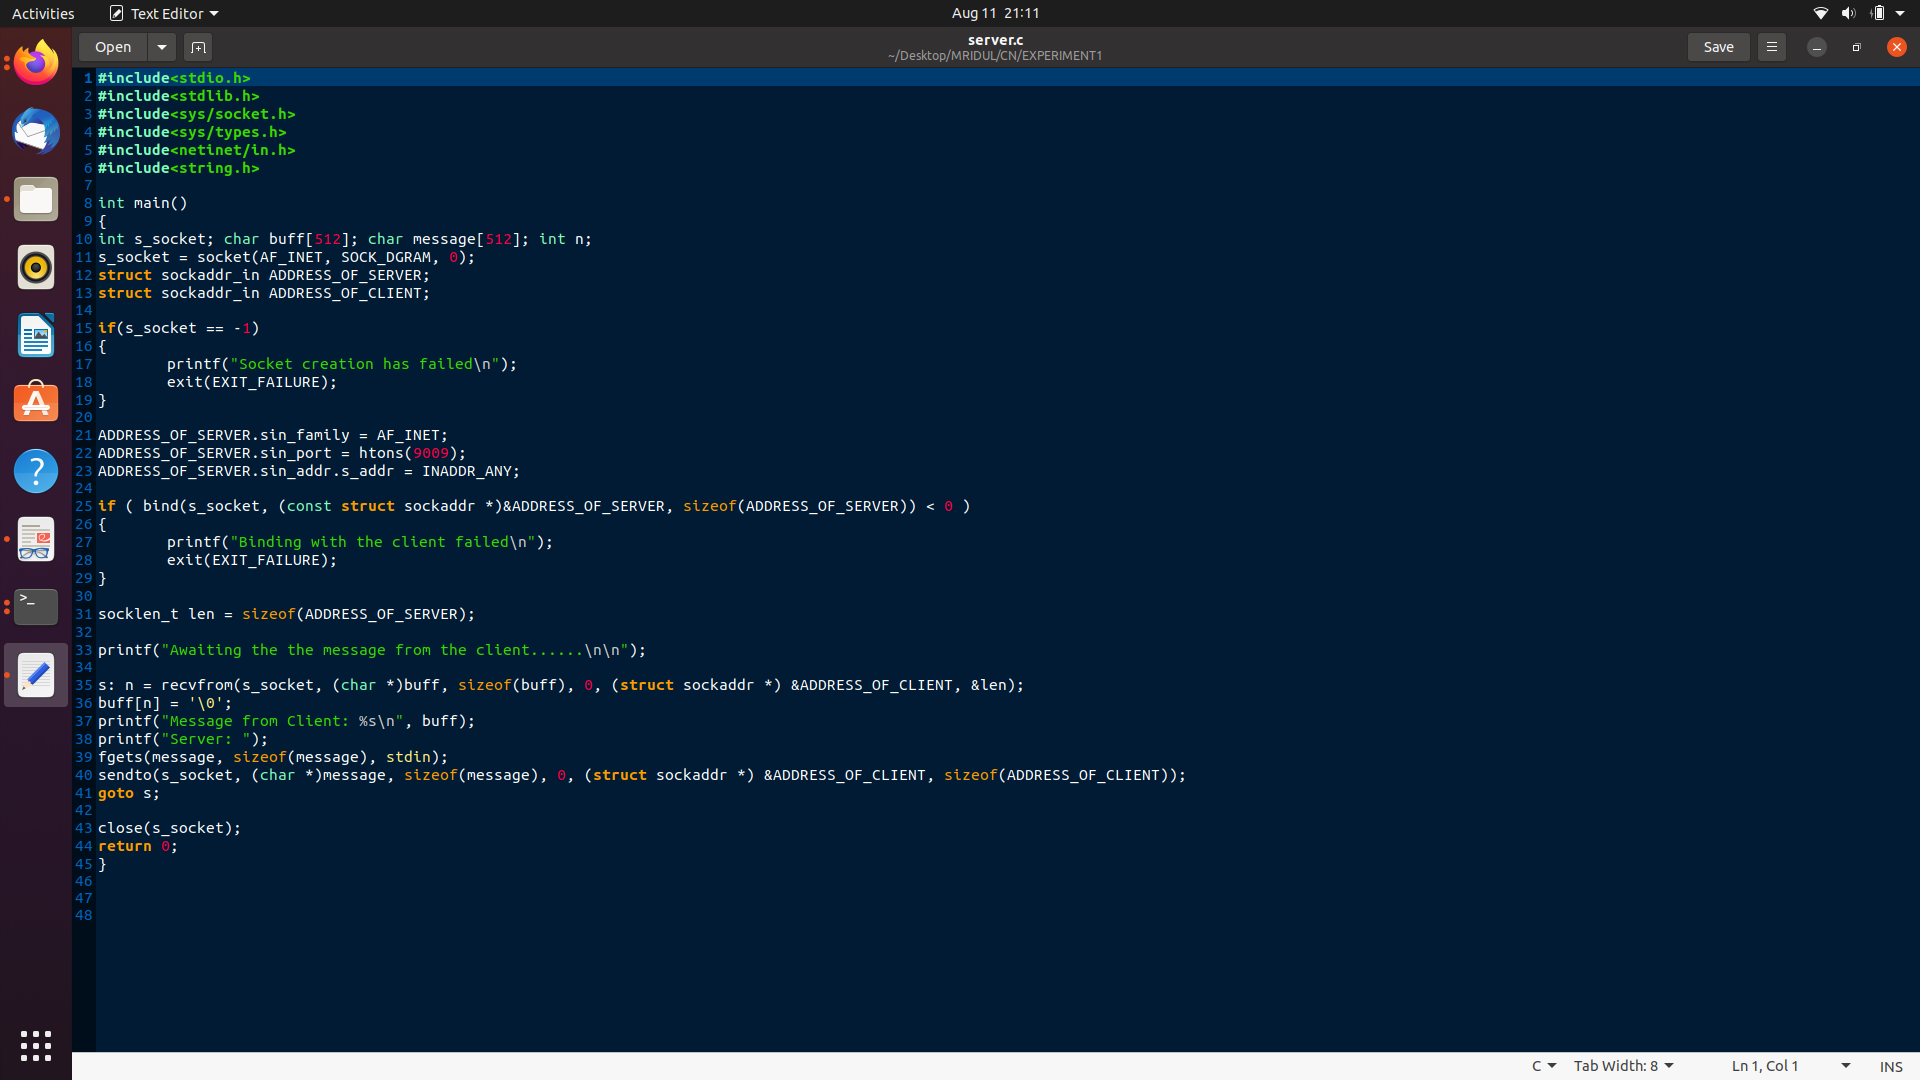 Activities Text Editor Aug 11 21:11
Open server.c Save
~/Desktop/MRIDUL/CN/EXPERIMENT1
1 #include<stdio.h>
2 #include<stdlib.h>
3 #include<sys/socket.h>
4 #include<sys/types.h>
5 #include<netinet/in.h>
6 #include<string.h>
7
8 int main()
9 {
10 int s_socket; char buff[512]; char message[512]; int n;
11 s_socket = socket(AF_INET, SOCK_DGRAM, 0);
12 struct sockaddr_in ADDRESS_OF_SERVER;
13 struct sockaddr_in ADDRESS_OF_CLIENT;
14
15 if(s_socket == -1)
16 {
17 printf("Socket creation has failed\n");
18 exit(EXIT_FAILURE);
19 }
20
21 ADDRESS_OF_SERVER.sin_family = AF_INET;
22 ADDRESS_OF_SERVER.sin_port = htons(9009);
23 ADDRESS_OF_SERVER.sin_addr.s_addr = INADDR_ANY;
24
25 if ( bind(s_socket, (const struct sockaddr *)&ADDRESS_OF_SERVER, sizeof(ADDRESS_OF_SERVER)) < 0 )
26 {
27 printf("Binding with the client failed\n");
28 exit(EXIT_FAILURE);
29 }
30
31 socklen_t len = sizeof(ADDRESS_OF_SERVER);
32
33 printf("Awaiting the the message from the client......\n\n");
34
35 s: n = recvfrom(s_socket, (char *)buff, sizeof(buff), 0, (struct sockaddr *) &ADDRESS_OF_CLIENT, &len);
36 buff[n] = '\0';
37 printf("Message from Client: %s\n", buff);
38 printf("Server: ");
39 fgets(message, sizeof(message), stdin);
40 sendto(s_socket, (char *)message, sizeof(message), 0, (struct sockaddr *) &ADDRESS_OF_CLIENT, sizeof(ADDRESS_OF_CLIENT));
41 goto s;
42
43 close(s_socket);
44 return 0;
45 }
46
47
48
C Tab Width: 8 Ln 1, Col 1 INS